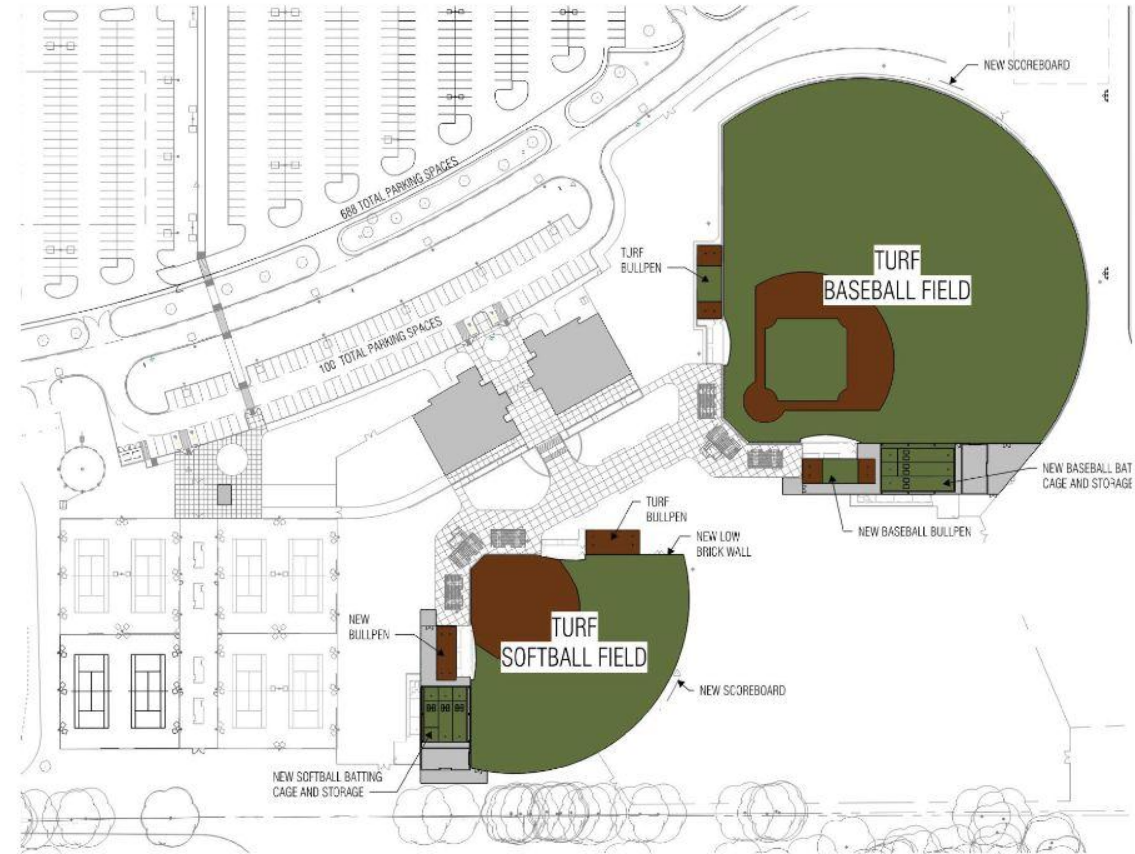 NEW SCOREBOARD
688 TOTAL PARKING SPACES
TURF
BULLPEN
TURF
BASEBALL FIELD
100 TOTAL PARKING SPACES
NEW BASEBALL BAT
CAGE AND STORAGE
TURF
BULLPEN
NEW BASEBALL BULLPEN
NEW LOW
BRICK WALL
NEW
BULLPEN
TURF
SOFTBALL FIELD
NEW SCOREBOARD
NEW SOFTBALL BATTING
CAGE AND STORAGE